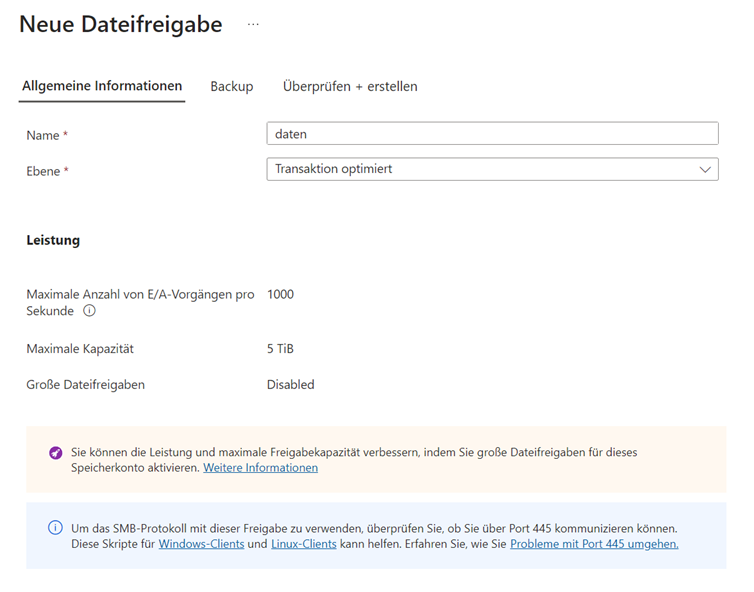 Neue Dateifreigabe ...
Allgemeine Informationen Backup Überprüfen + erstellen
Name * daten
Ebene * Transaktion optimiert
Leistung
Maximale Anzahl von E/A-Vorgängen pro 1000
Sekunde
Maximale Kapazität 5 TiB
Große Dateifreigaben Disabled
Sie können die Leistung und maximale Freigabekapazität verbessern, indem Sie große Dateifreigaben für dieses
Speicherkonto aktivieren. Weitere Informationen
Um das SMB-Protokoll mit dieser Freigabe zu verwenden, überprüfen Sie, ob Sie über Port 445 kommunizieren können.
Diese Skripte für Windows-Clients und Linux-Clients kann helfen. Erfahren Sie, wie Sie Probleme mit Port 445 umgehen.